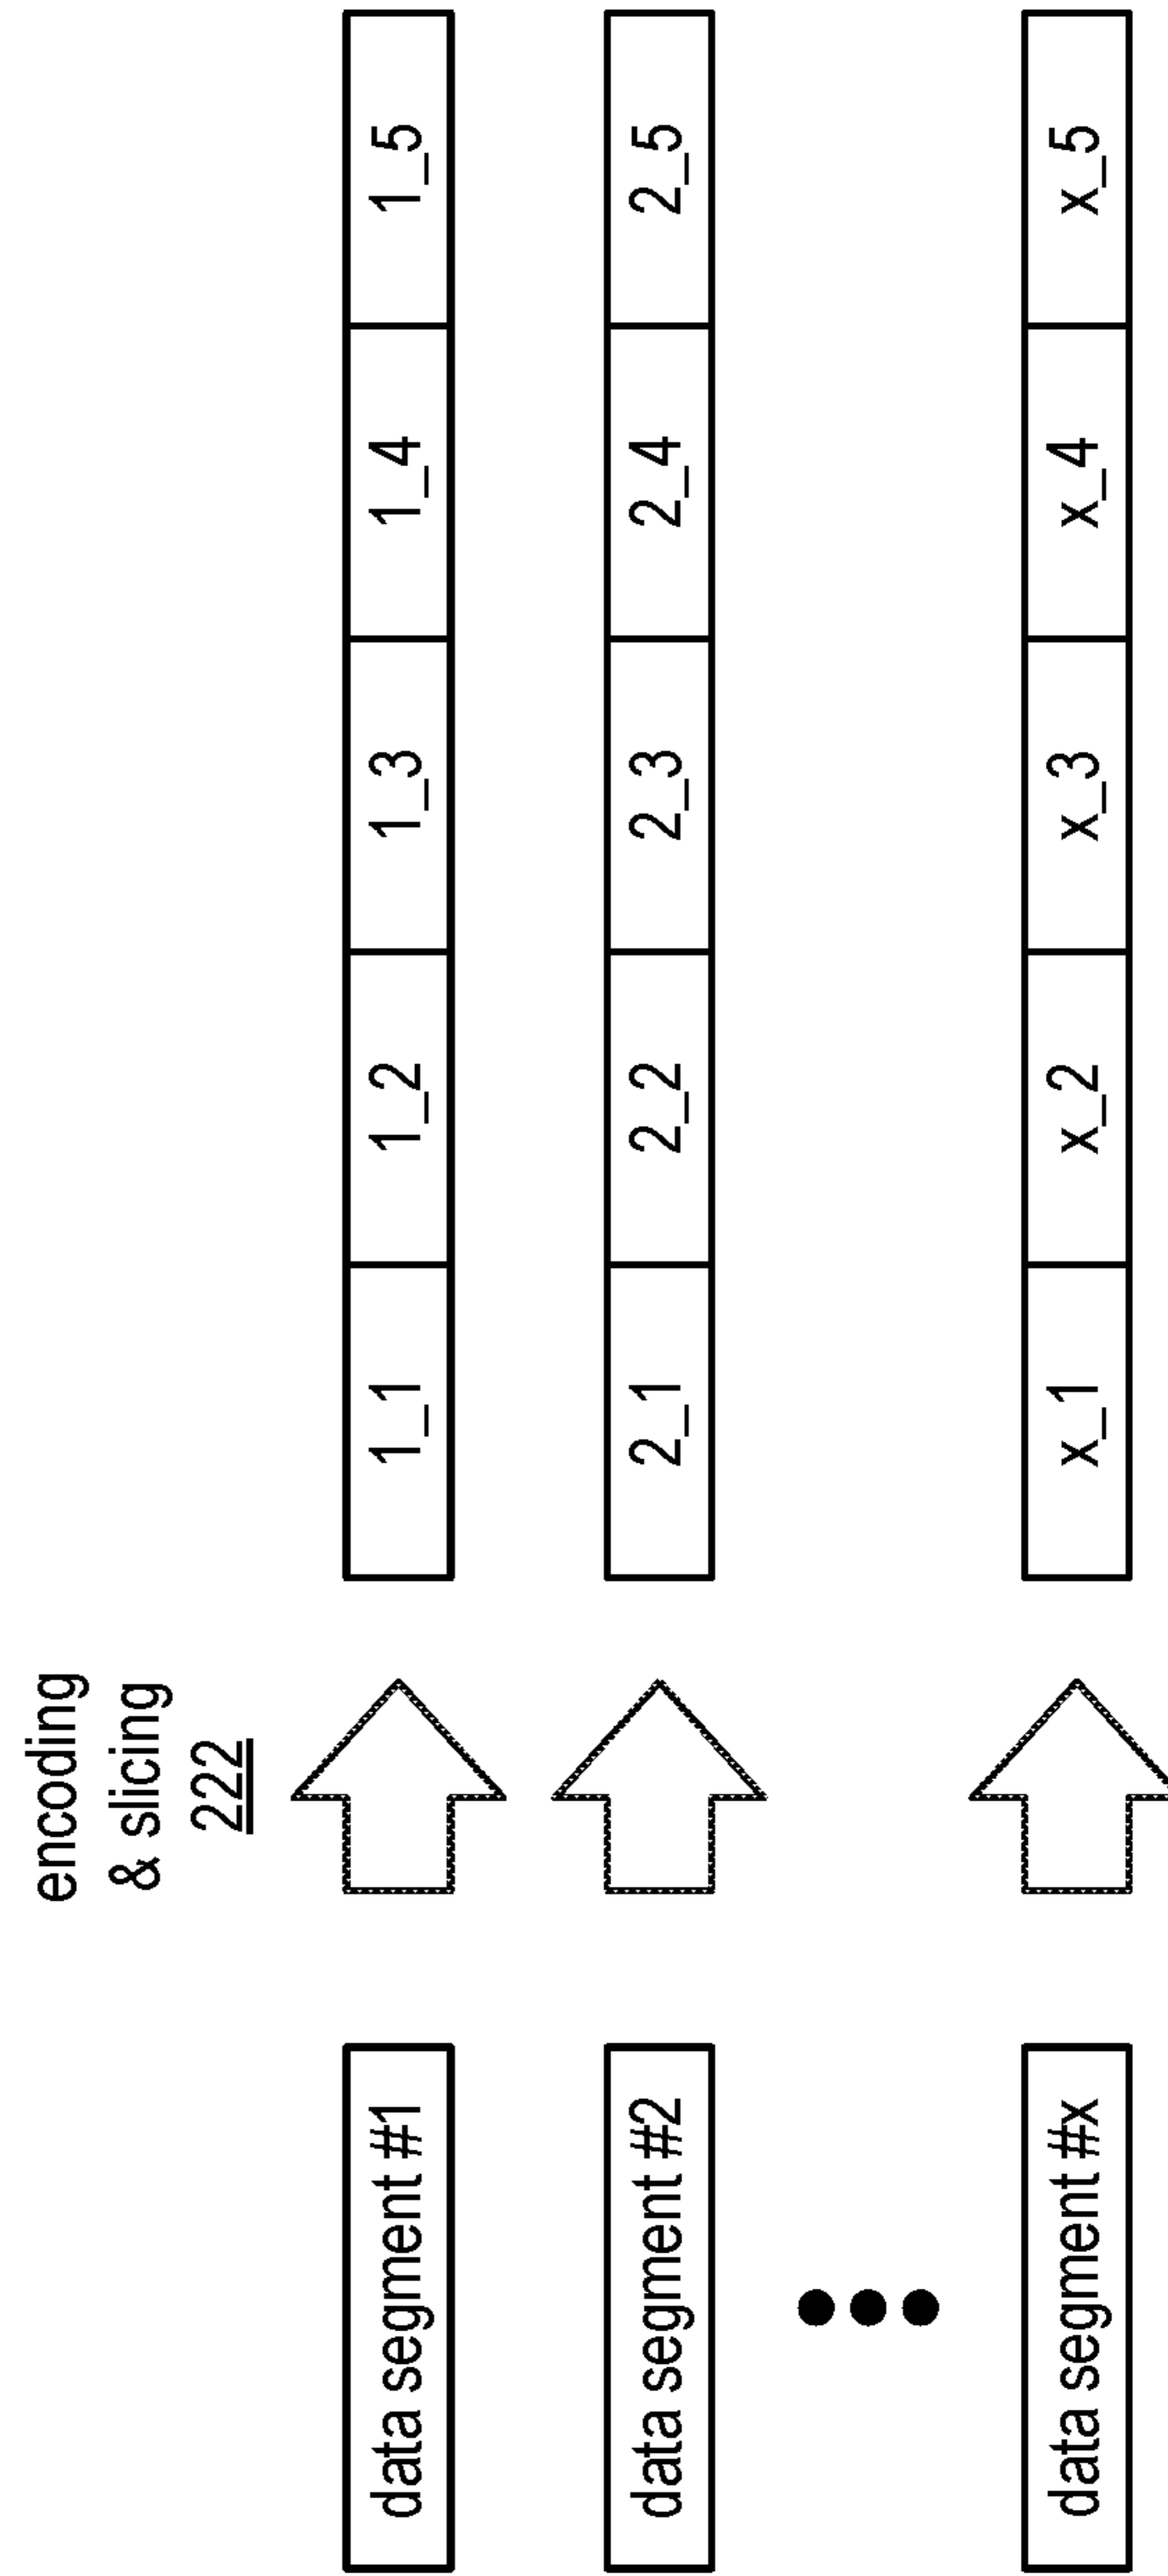 encoding
& slicing
222
data segment #1
1_1 1_2 1_3 1_4 1_5
data segment #2
2_1 2_2 2_3 2_4 2_5
data segment #x
x_1 x_2 x_3 x_4 x_5